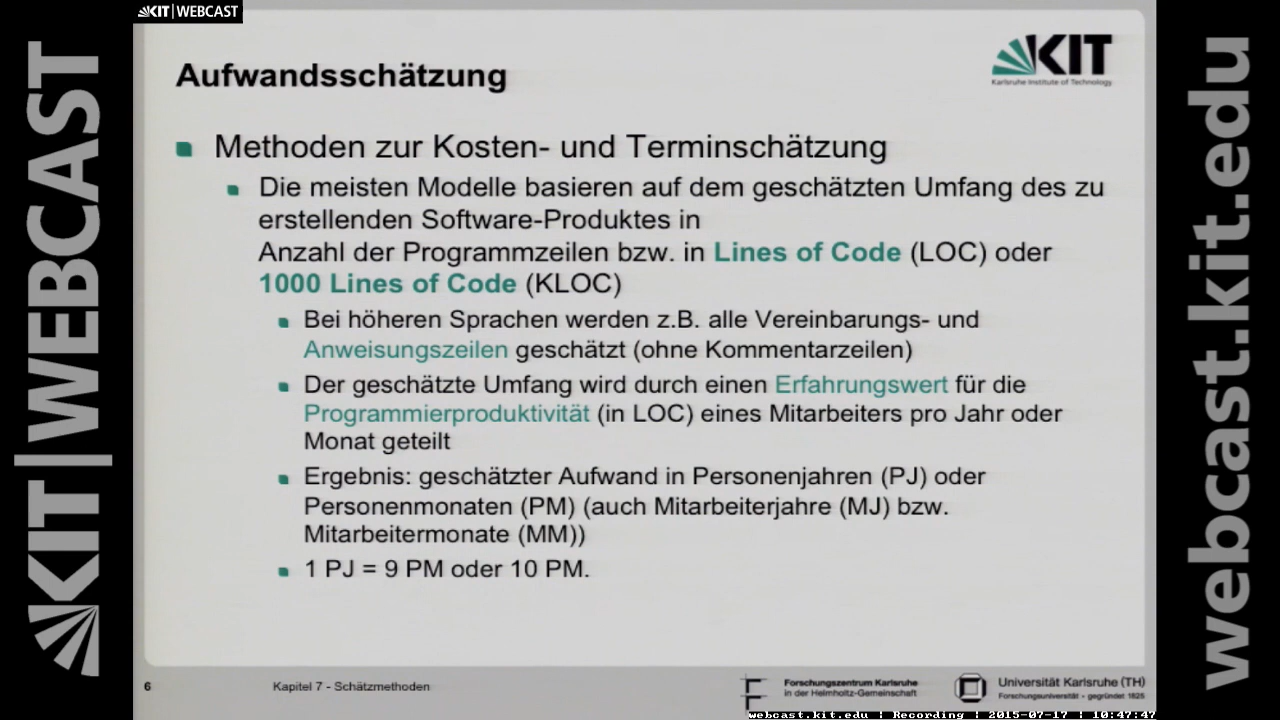 KIT | WEBCAST
KIT | WEBCAST
webcast.kit.edu
KIT
Karlsruhe Institute of Technology
Aufwandsschätzung
Methoden zur Kosten- und Terminschätzung
Die meisten Modelle basieren auf dem geschätzten Umfang des zu
erstellenden Software-Produktes in
Anzahl der Programmzeilen bzw. in Lines of Code (LOC) oder
1000 Lines of Code (KLOC)
Bei höheren Sprachen werden z.B. alle Vereinbarungs- und
Anweisungszeilen geschätzt (ohne Kommentarzeilen)
Der geschätzte Umfang wird durch einen Erfahrungswert für die
Programmierproduktivität (in LOC) eines Mitarbeiters pro Jahr oder
Monat geteilt
Ergebnis: geschätzter Aufwand in Personenjahren (PJ) oder
Personenmonaten (PM) (auch Mitarbeiterjahre (MJ) bzw.
Mitarbeitermonate (MM))
1 PJ = 9 PM oder 10 PM.
6
Kapitel 7 - Schätzmethoden
Forschungszentrum Karlsruhe
in der Helmholtz-Gemeinschaft
Universität Karlsruhe (TH)
Forschungsuniversität - gegründet 1825
webcast.kit.edu | Recording | 2015-07-17 | 10:47:47